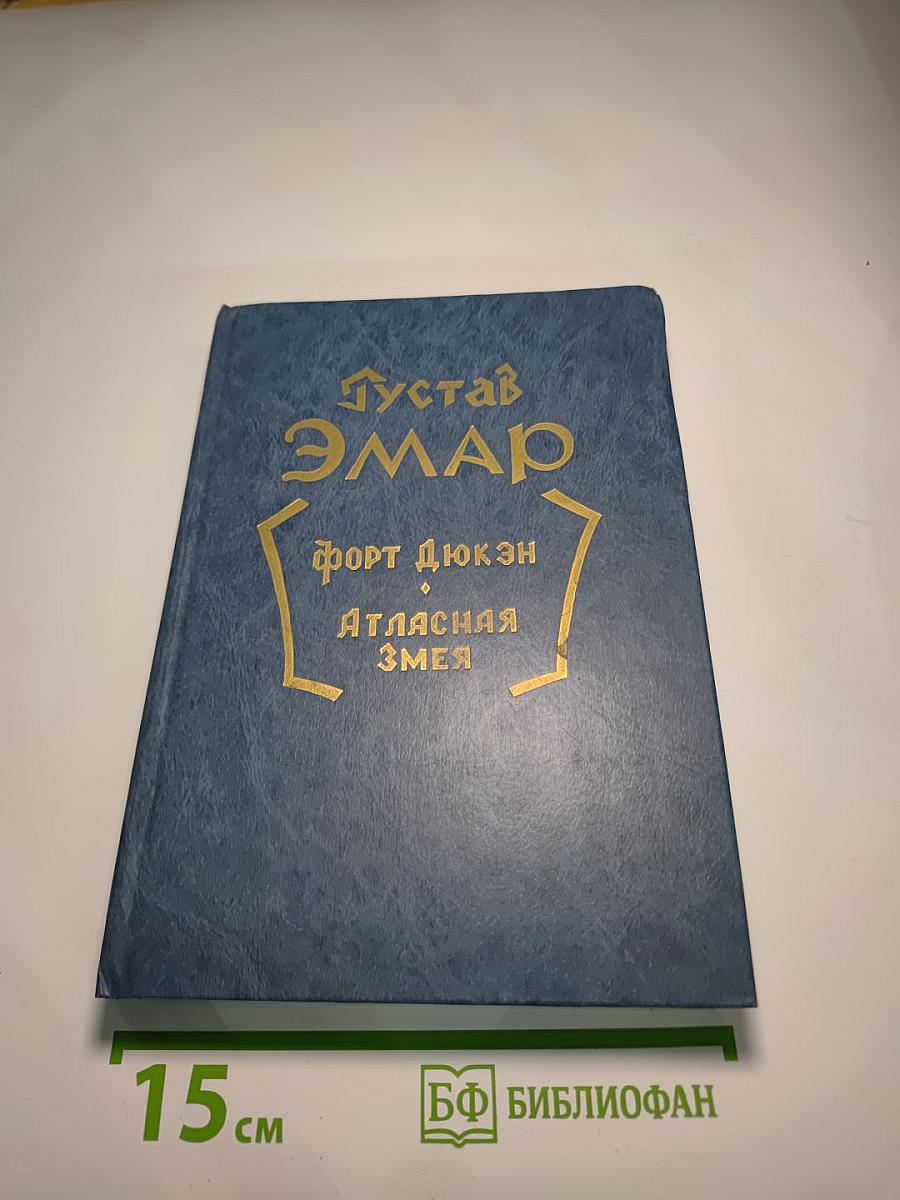 Густав
ЭМАР
Форт Дюкэн
Атласная
Змея
15 см
БФ БИБЛИОФАН